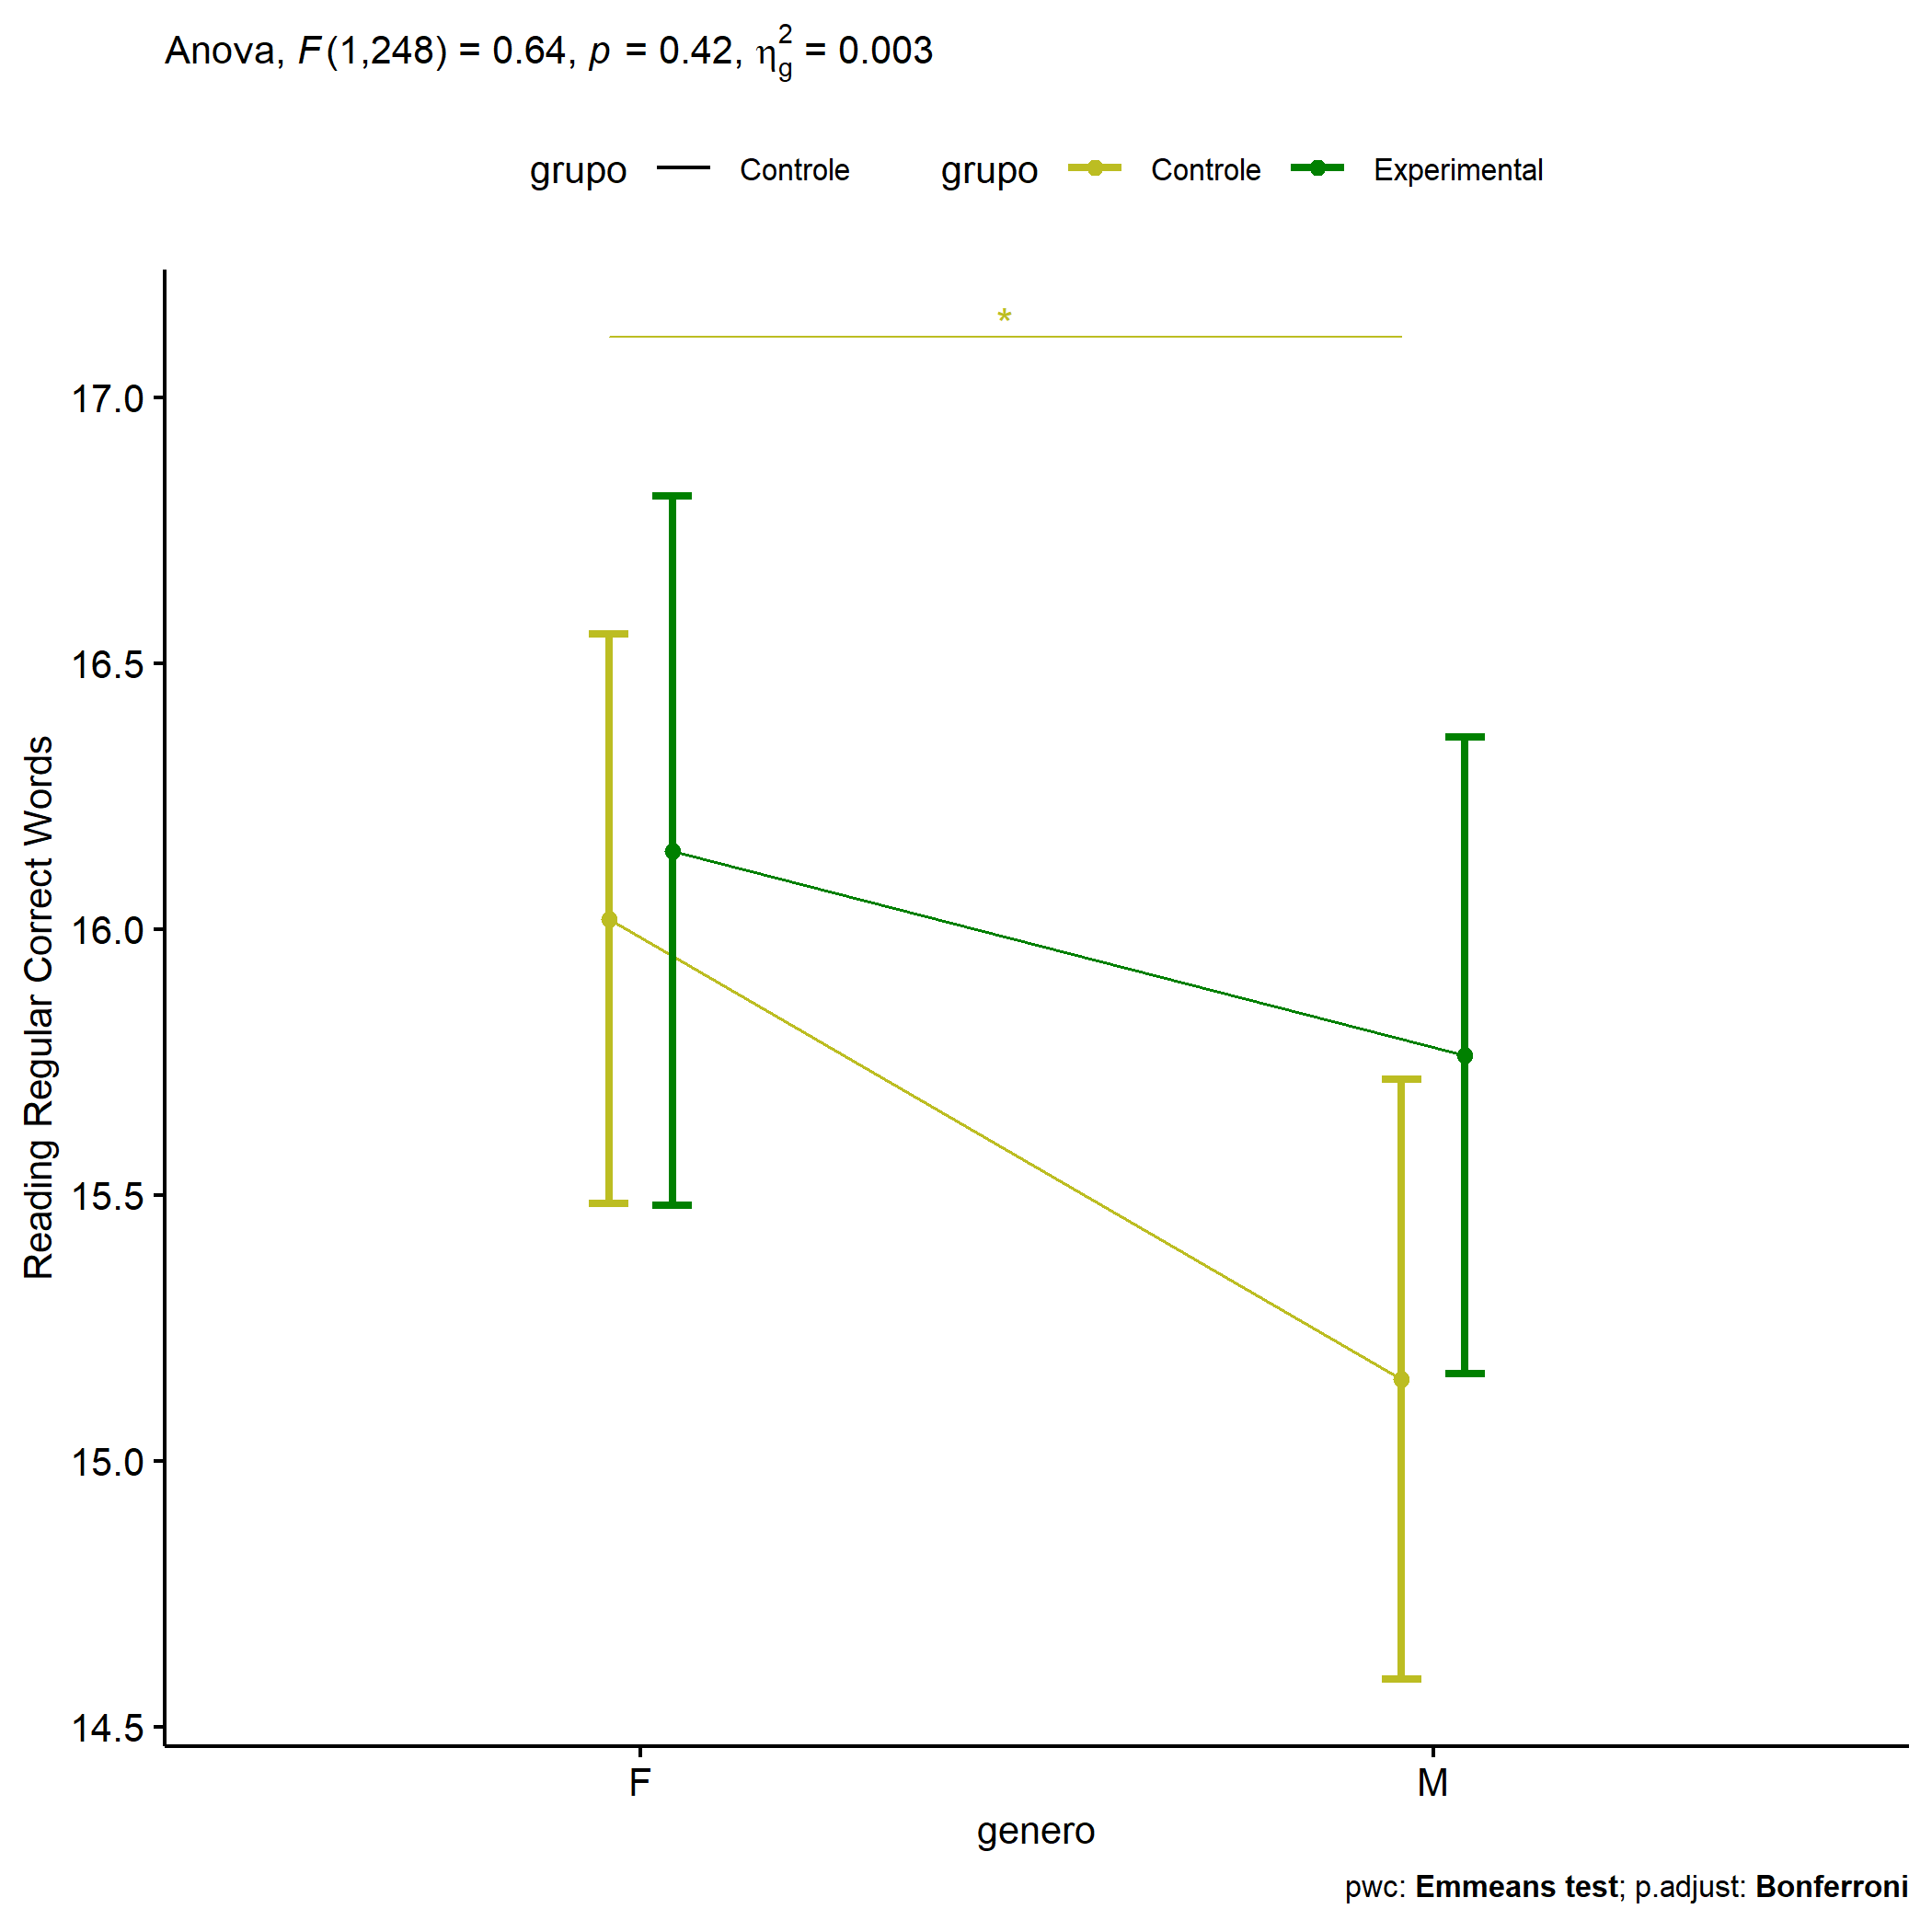 Anova, F(1,248) = 0.64, p = 0.42, η²g = 0.003
grupo Controle grupo Controle Experimental
*
17.0
16.5
16.0
15.5
15.0
14.5
Reading Regular Correct Words
F M
genero
pwc: Emmeans test; p.adjust: Bonferroni